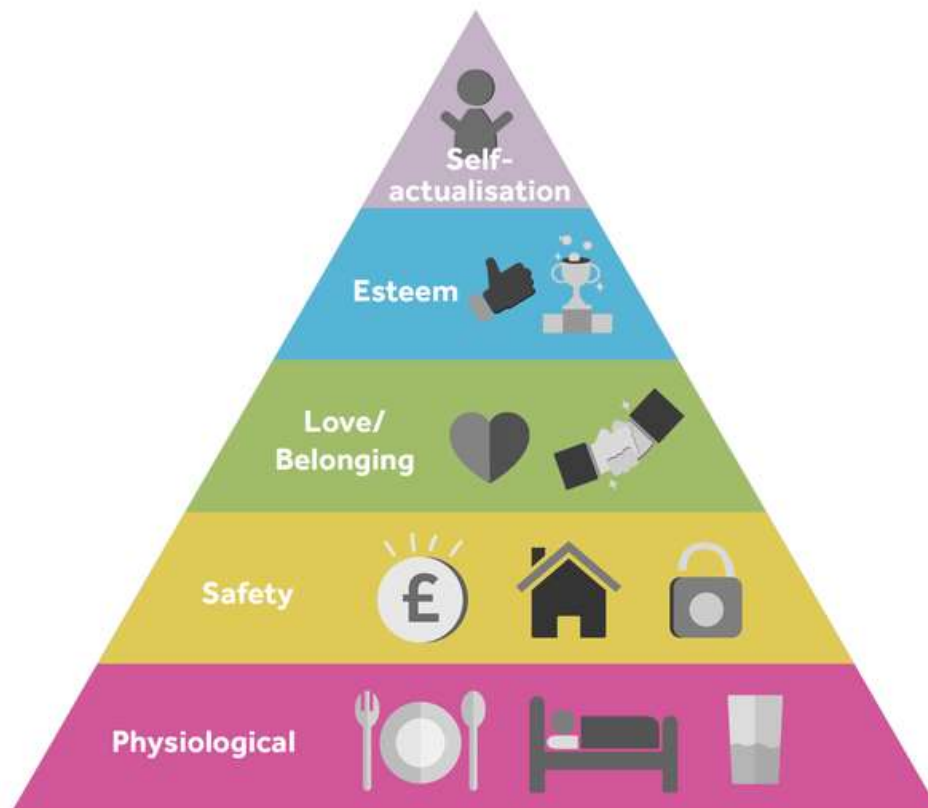 Self-
actualisation
Esteem
Love/
Belonging
Safety
£
Physiological